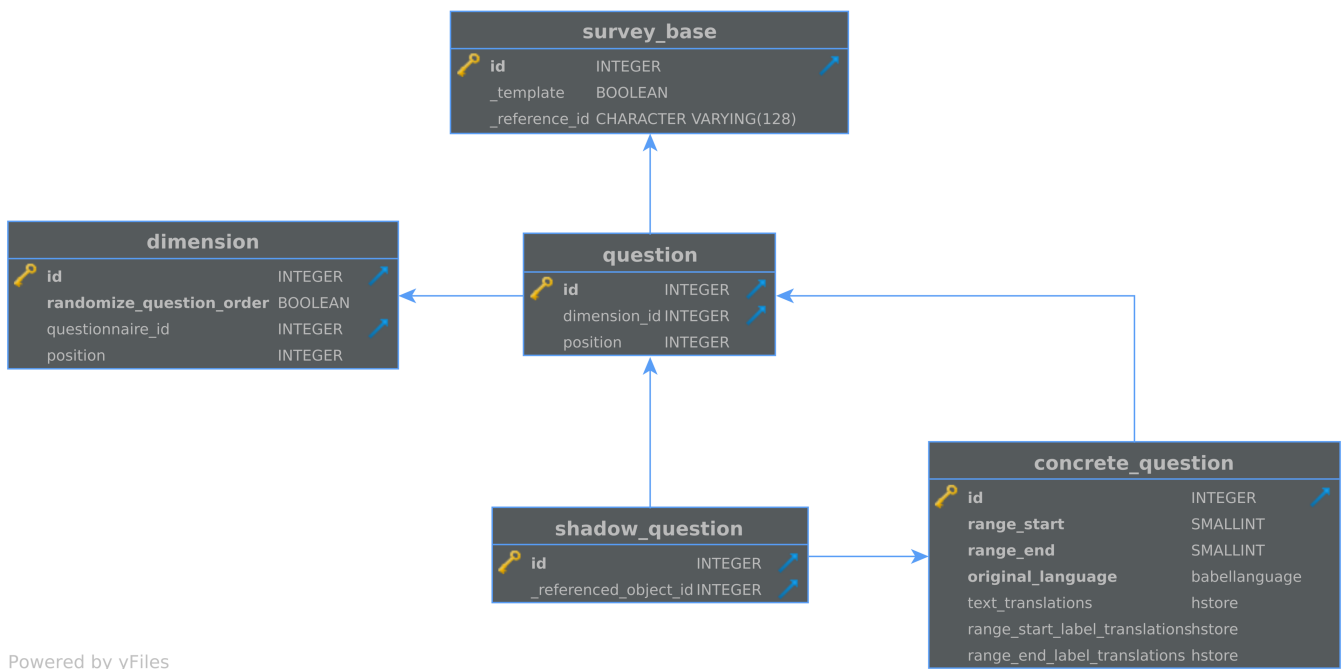 survey_base
id INTEGER
_template BOOLEAN
_reference_id CHARACTER VARYING(128)
dimension
id INTEGER
randomize_question_order BOOLEAN
questionnaire_id INTEGER
position INTEGER
question
id INTEGER
dimension_id INTEGER
position INTEGER
shadow_question
id INTEGER
_referenced_object_id INTEGER
concrete_question
id INTEGER
range_start SMALLINT
range_end SMALLINT
original_language babellanguage
text_translations hstore
range_start_label_translations hstore
range_end_label_translations hstore
Powered by yFiles